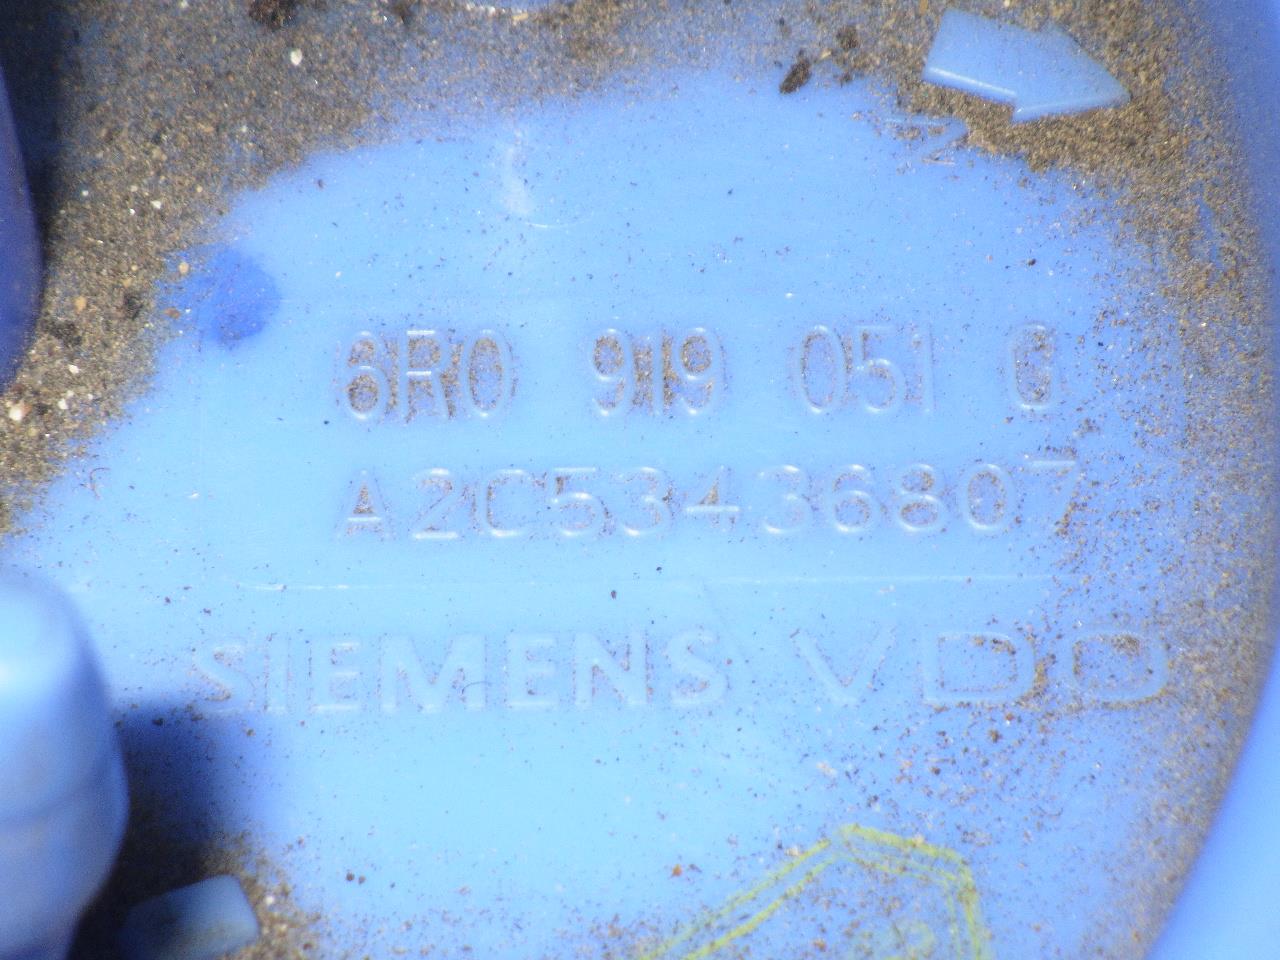 6R0 919 051 G
A2C53436807
SIEMENS VDO